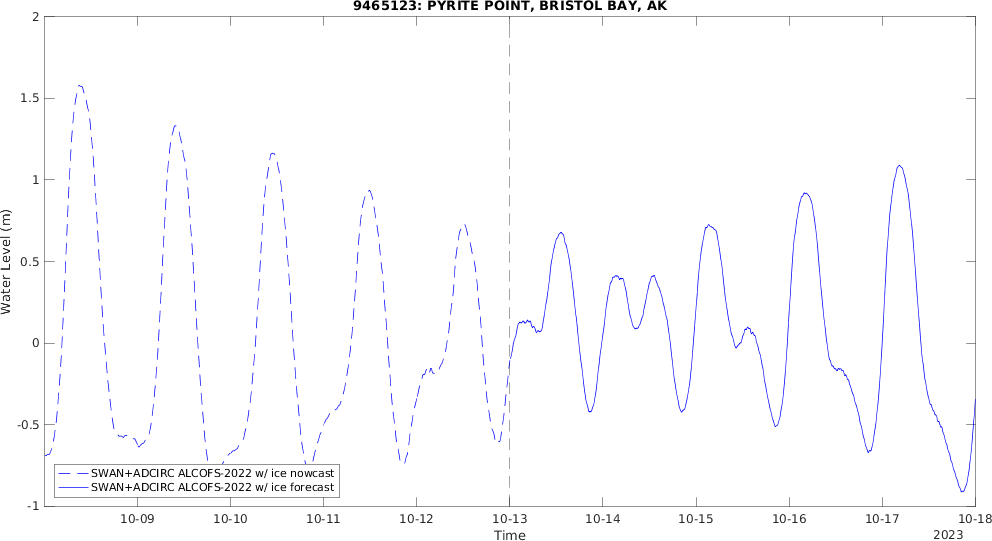 9465123: PYRITE POINT, BRISTOL BAY, AK
2
1.5
1
0.5
0
-0.5
-1
Water Level (m)
SWAN+ADCIRC ALCOFS-2022 w/ ice nowcast
SWAN+ADCIRC ALCOFS-2022 w/ ice forecast
10-09 10-10 10-11 10-12 10-13 10-14 10-15 10-16 10-17 10-18
Time
2023